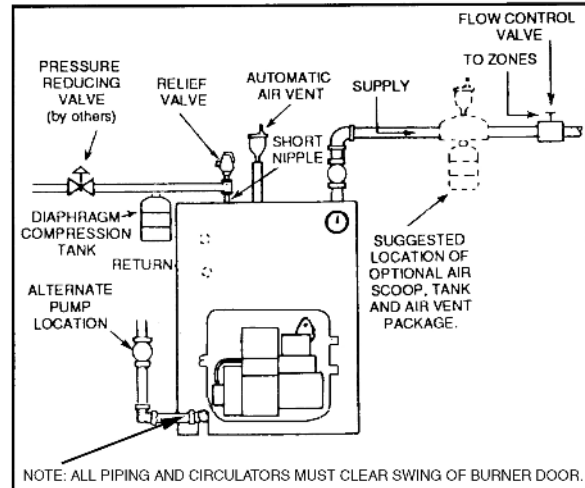 FLOW CONTROL
VALVE
TO ZONES
PRESSURE
REDUCING
VALVE
(by others)
RELIEF
VALVE
AUTOMATIC
AIR VENT
SUPPLY
SHORT
NIPPLE
DIAPHRAGM
COMPRESSION
TANK
RETURN
ALTERNATE
PUMP
LOCATION
SUGGESTED
LOCATION OF
OPTIONAL AIR
SCOOP, TANK
AND AIR VENT
PACKAGE.
NOTE: ALL PIPING AND CIRCULATORS MUST CLEAR SWING OF BURNER DOOR.